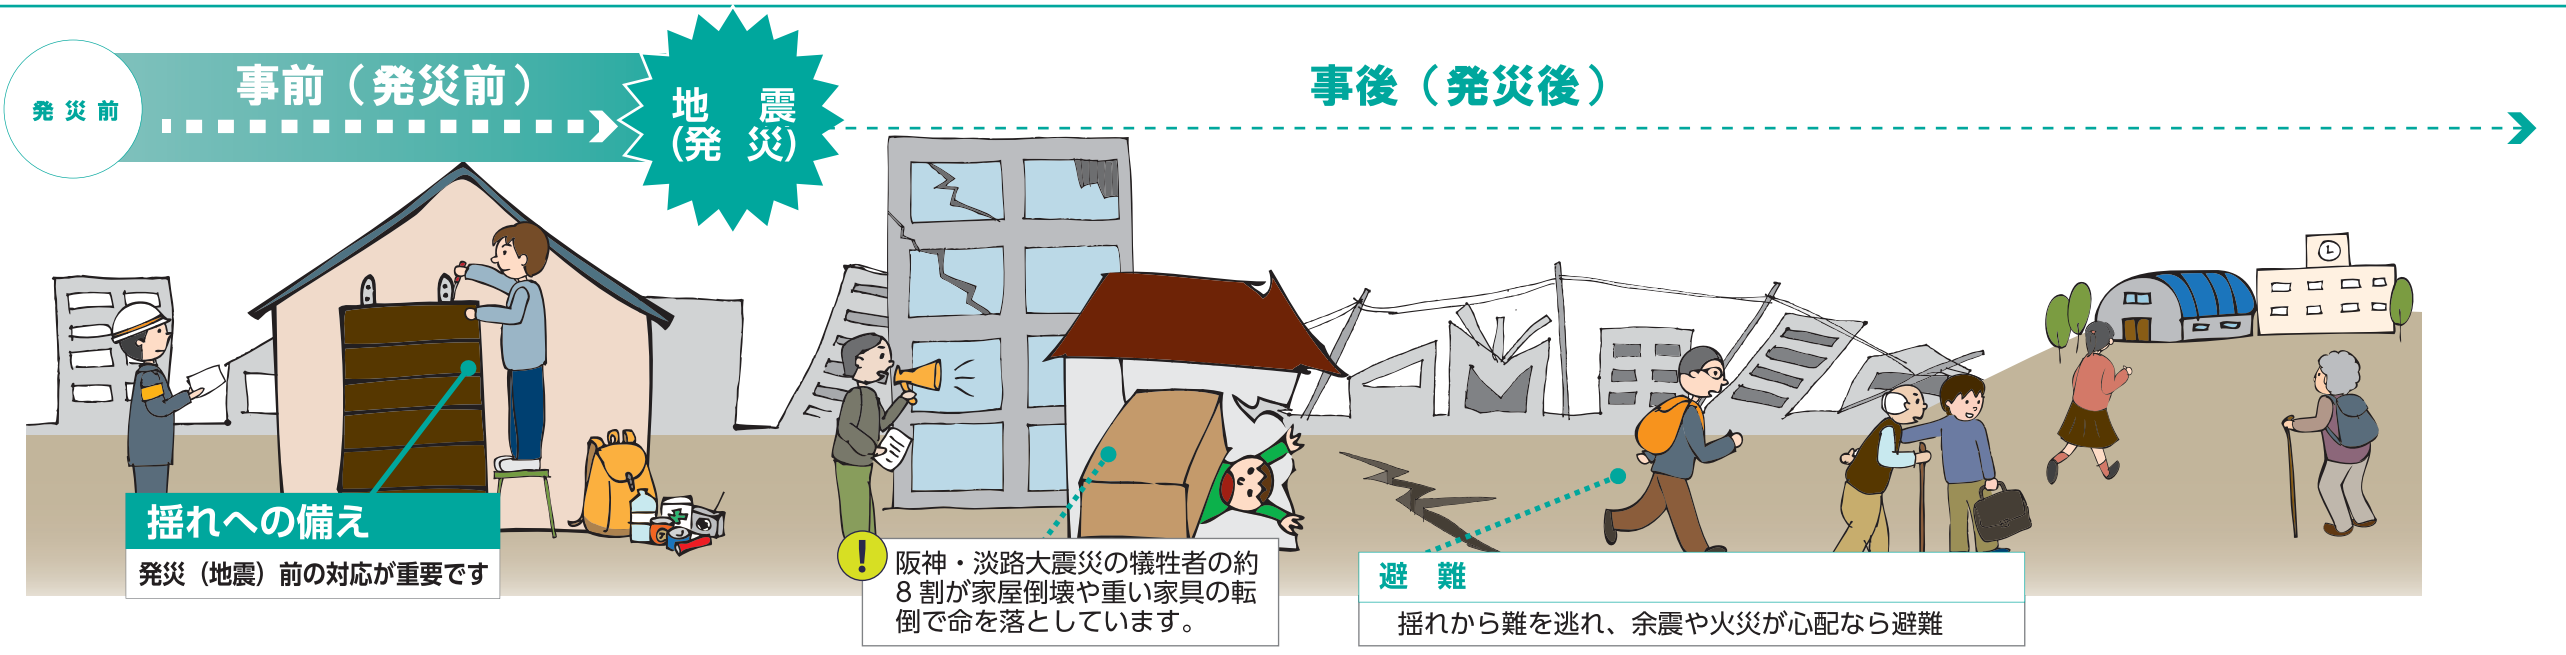 発災前
事前（発災前）
地 震
(発 災)
事後（発災後）
揺れへの備え
発災（地震）前の対応が重要です
!
阪神・淡路大震災の犠牲者の約
8 割が家屋倒壊や重い家具の転
倒で命を落としています。
避 難
揺れから難を逃れ、余震や火災が心配なら避難